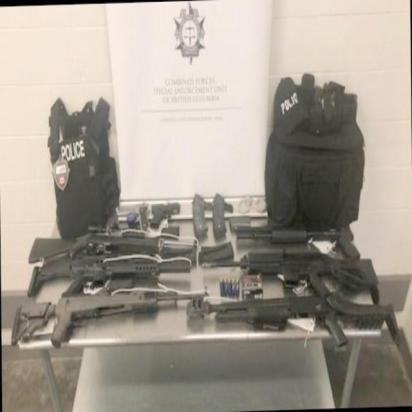 COMBINED FORCES
SPECIAL ENFORCEMENT UNIT
OF BRITISH COLUMBIA
POLICE
POLICE